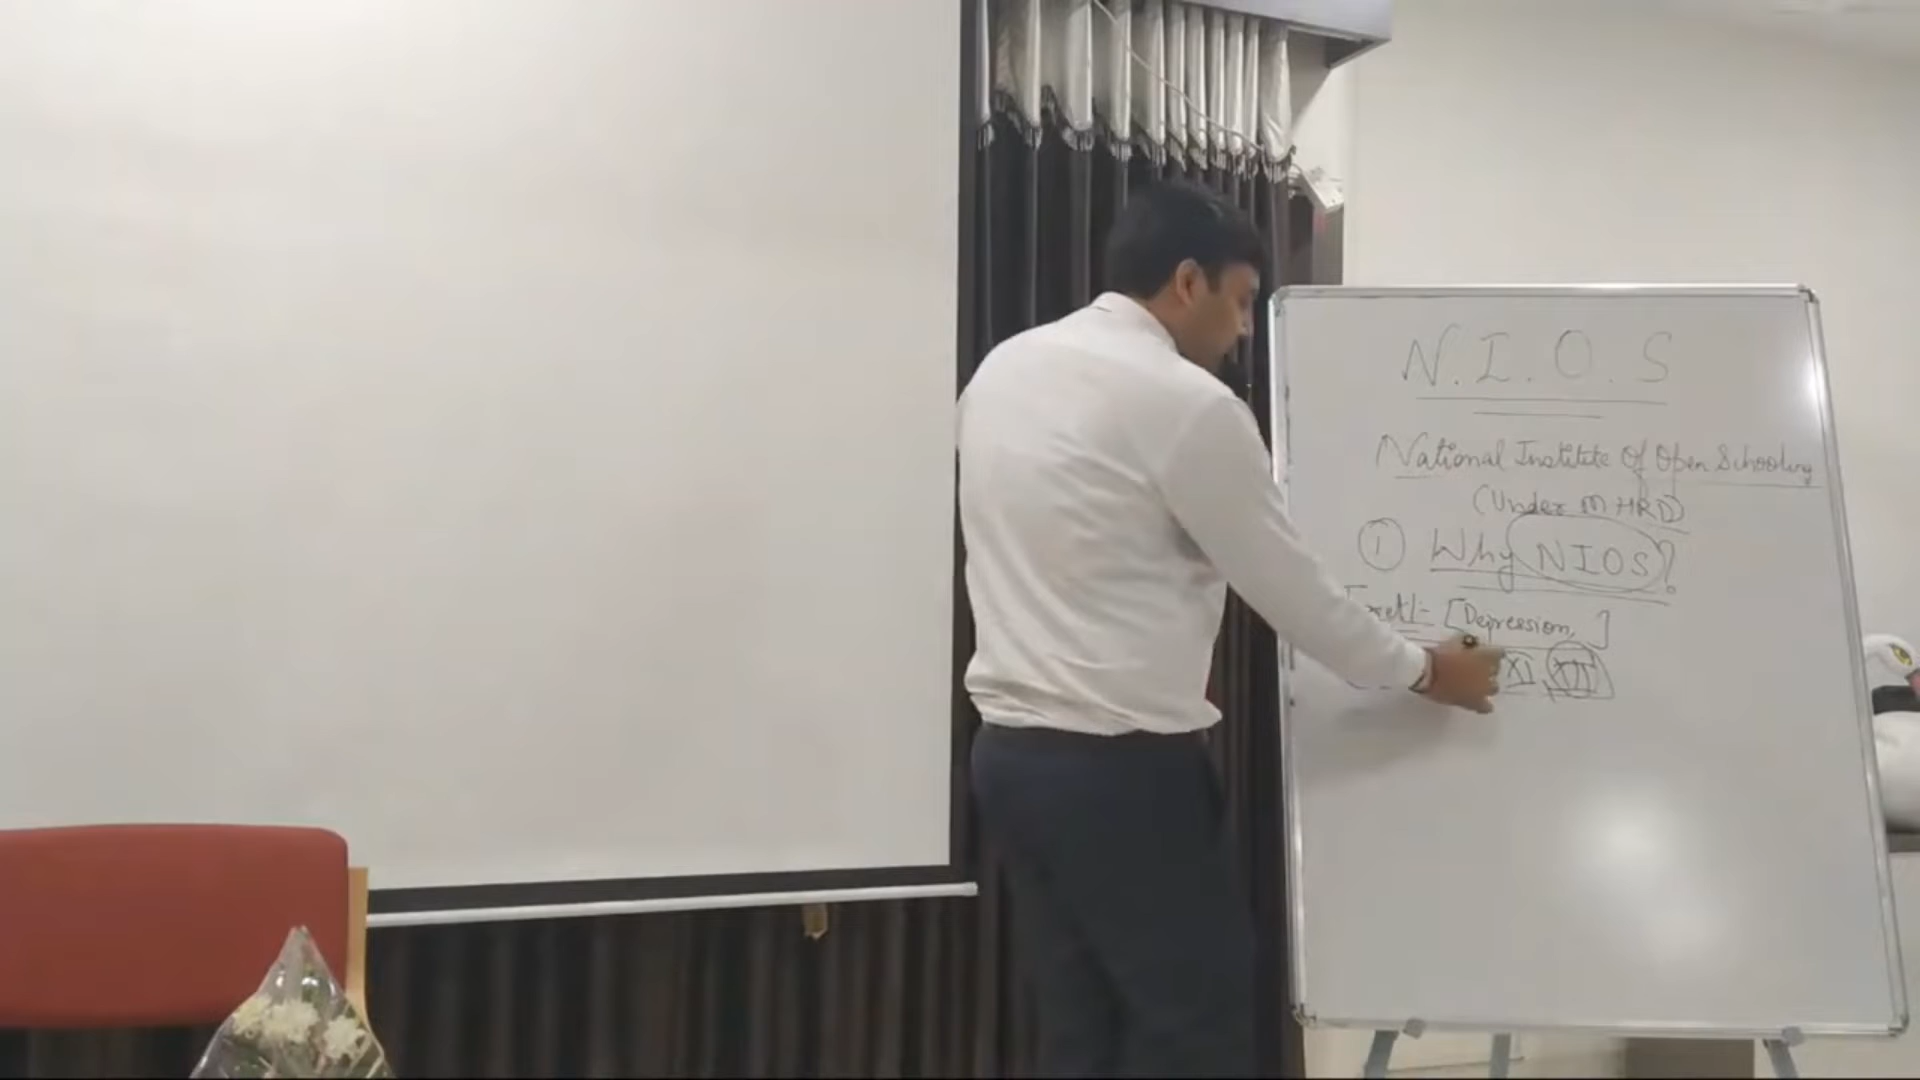 N.I.O.S
National Institute Of Open Schooling
(Under MHRD)
① Why NIOS?
[Depression, ]
XI, XII